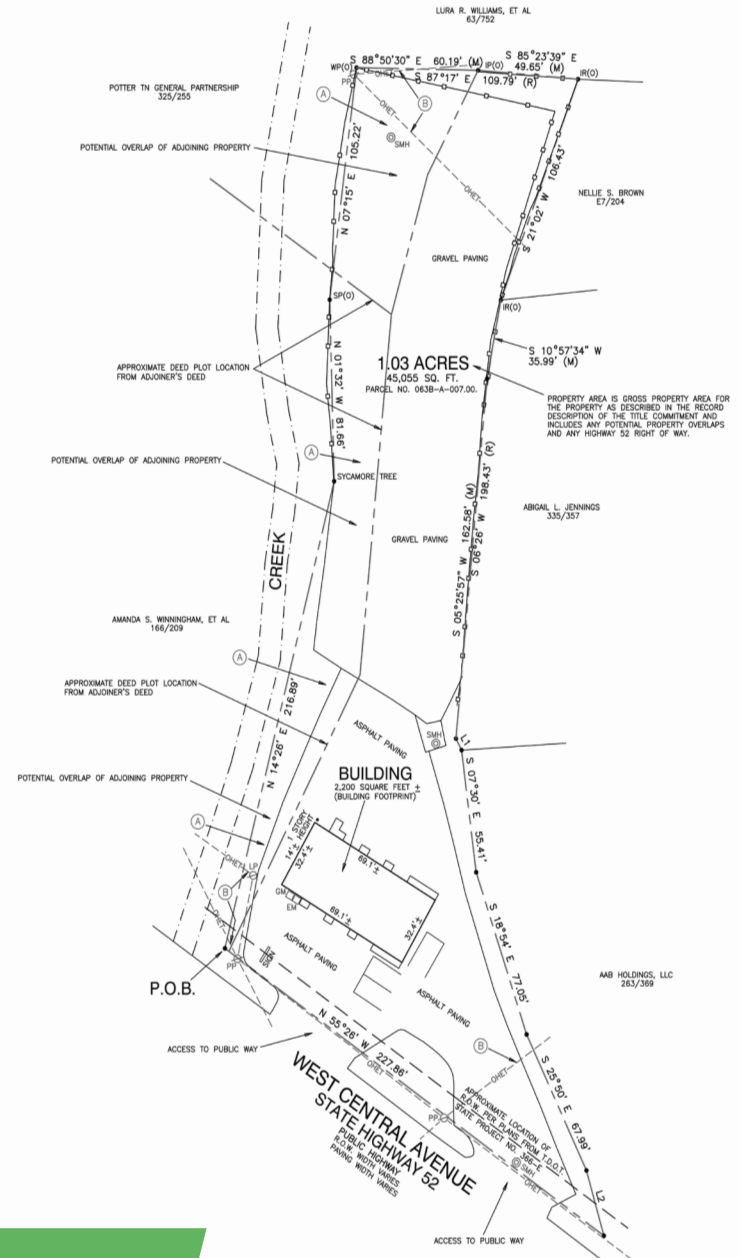 LURA R. WILLIAMS, ET AL
63/752
S 88°50'30" E 60.19' (M)
S 85°23'39" E
49.65' (M)
WP(O)
IP(O)
IR(O)
PP
OHET
S 87°17' E 109.79' (R)
POTTER TN GENERAL PARTNERSHIP
325/255
A
B
OHET
SMH
POTENTIAL OVERLAP OF ADJOINING PROPERTY
N 07°15' E 105.22'
S 21°02' W 106.43'
NELLIE S. BROWN
E7/204
OHET
GRAVEL PAVING
SP(O)
IR(O)
S 10°57'34" W
35.99' (M)
APPROXIMATE DEED PLOT LOCATION
FROM ADJOINER'S DEED
N 01°32' W 81.66'
1.03 ACRES
45,055 SQ. FT.
PARCEL NO. 063B-A-007.00.
PROPERTY AREA IS GROSS PROPERTY AREA FOR
THE PROPERTY AS DESCRIBED IN THE RECORD
DESCRIPTION OF THE TITLE COMMITMENT AND
INCLUDES ANY POTENTIAL PROPERTY OVERLAPS
AND ANY HIGHWAY 52 RIGHT OF WAY.
A
POTENTIAL OVERLAP OF ADJOINING PROPERTY
SYCAMORE TREE
S 05°25'57" W 162.58' (M)
S 06°26' W 198.43' (R)
ABIGAIL L. JENNINGS
335/357
GRAVEL PAVING
CREEK
AMANDA S. WINNINGHAM, ET AL
166/209
A
APPROXIMATE DEED PLOT LOCATION
FROM ADJOINER'S DEED
N 14°26' E 216.89'
ASPHALT PAVING
SMH
L1
BUILDING
2,200 SQUARE FEET ±
(BUILDING FOOTPRINT)
S 07°30' E 55.41'
POTENTIAL OVERLAP OF ADJOINING PROPERTY
A
1 STORY
14'± HEIGHT
32.4'±
69.1'±
OHET
LP
B
GM
EM
69.1'±
32.4'±
S 18°54' E 77.05'
OHET
SIGN
ASPHALT PAVING
PP
P.O.B.
ASPHALT PAVING
AAB HOLDINGS, LLC
263/369
N 55°26' W 227.86'
ACCESS TO PUBLIC WAY
B
OHET
OHET
S 25°50' E 67.99'
WEST CENTRAL AVENUE
STATE HIGHWAY 52
PUBLIC HIGHWAY
R.O.W. WIDTH VARIES
PAVING WIDTH VARIES
PP
APPROXIMATE LOCATION OF
R.O.W. PER PLANS FROM T.D.O.T.
STATE PROJECT NO. 366-E
SMH
OHET
L2
ACCESS TO PUBLIC WAY